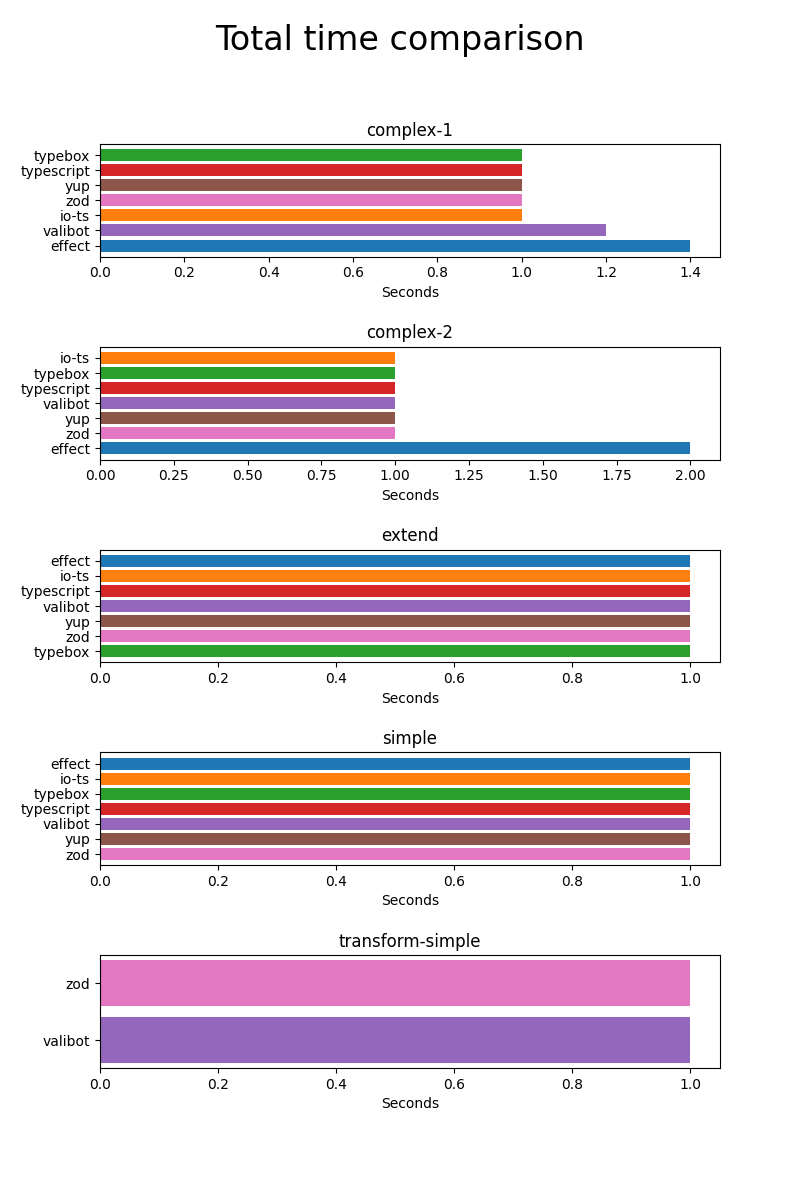 Total time comparison
complex-1
typebox
typescript
yup
zod
io-ts
valibot
effect
0.0 0.2 0.4 0.6 0.8 1.0 1.2 1.4
Seconds
complex-2
io-ts
typebox
typescript
valibot
yup
zod
effect
0.00 0.25 0.50 0.75 1.00 1.25 1.50 1.75 2.00
Seconds
extend
effect
io-ts
typescript
valibot
yup
zod
typebox
0.0 0.2 0.4 0.6 0.8 1.0
Seconds
simple
effect
io-ts
typebox
typescript
valibot
yup
zod
0.0 0.2 0.4 0.6 0.8 1.0
Seconds
transform-simple
zod
valibot
0.0 0.2 0.4 0.6 0.8 1.0
Seconds